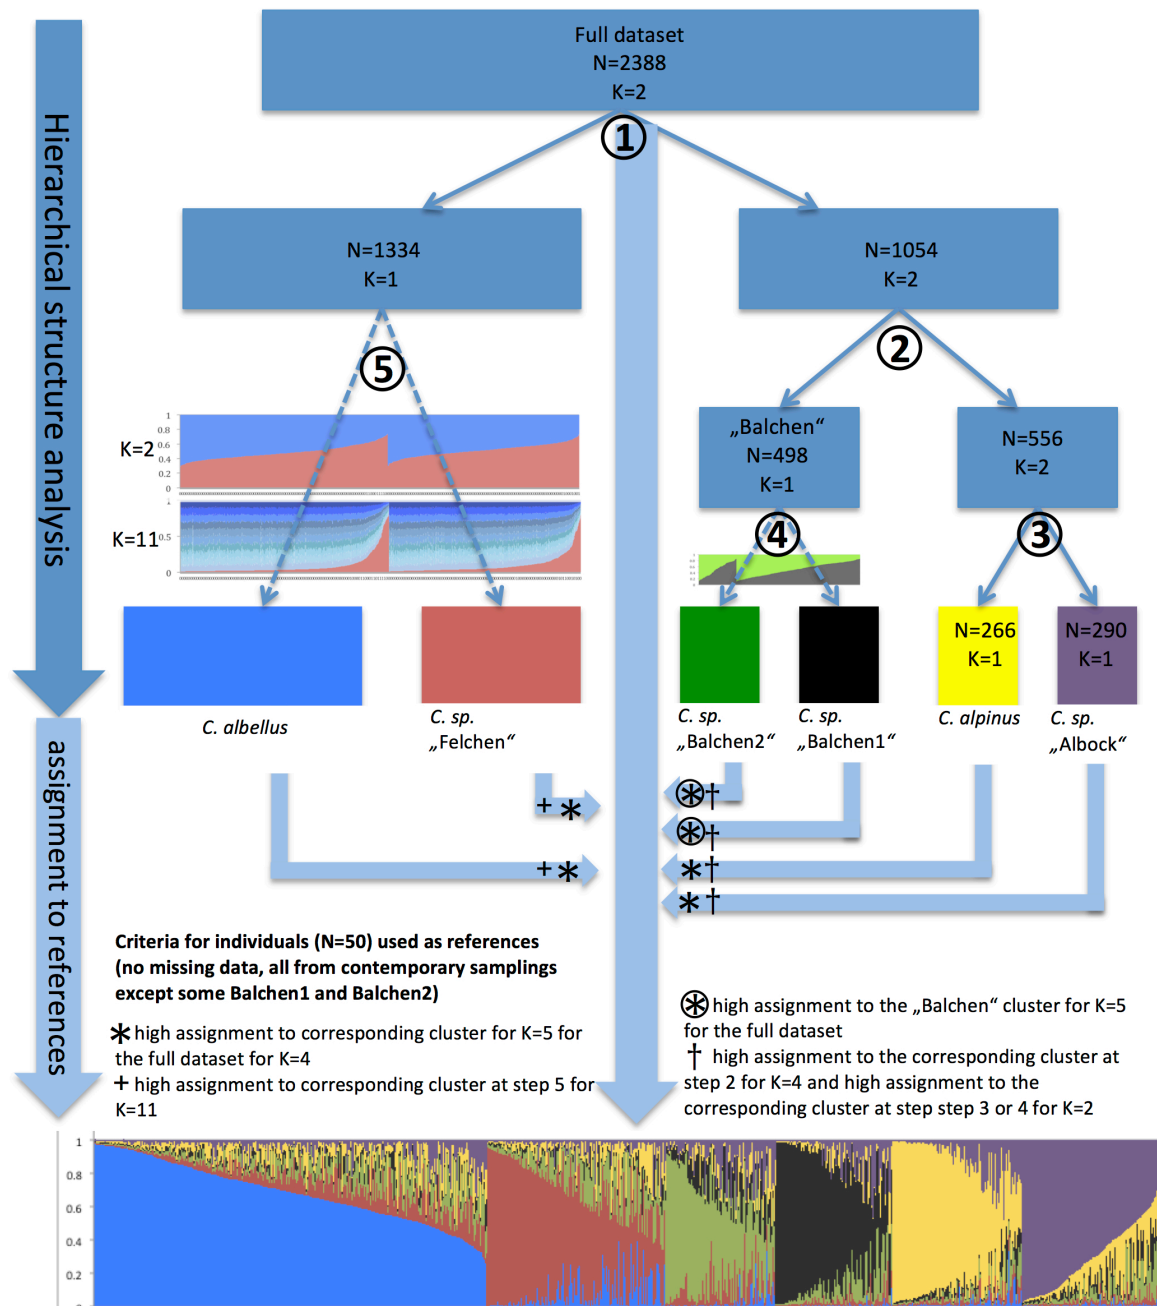 Full dataset
N=2388
K=2
1
Hierarchical structure analysis
N=1334
K=1
N=1054
K=2
5
2
1
0.8
0.6
0.4
0.2
0
K=2
„Balchen“
N=498
K=1
N=556
K=2
1
0.5
0
K=11
4
3
N=266
K=1
N=290
K=1
C. albellus
C. sp.
„Felchen“
C. sp.
„Balchen2“
C. sp.
„Balchen1“
C. alpinus
C. sp.
„Albock“
assignment to references
+ *
⊛ †
⊛ †
+ *
* †
* †
Criteria for individuals (N=50) used as references
(no missing data, all from contemporary samplings
except some Balchen1 and Balchen2)
* high assignment to corresponding cluster for K=5 for
the full dataset for K=4
+ high assignment to corresponding cluster at step 5 for
K=11
⊛ high assignment to the „Balchen“ cluster for K=5
for the full dataset
† high assignment to the corresponding cluster at
step 2 for K=4 and high assignment to the
corresponding cluster at step step 3 or 4 for K=2
1
0.8
0.6
0.4
0.2